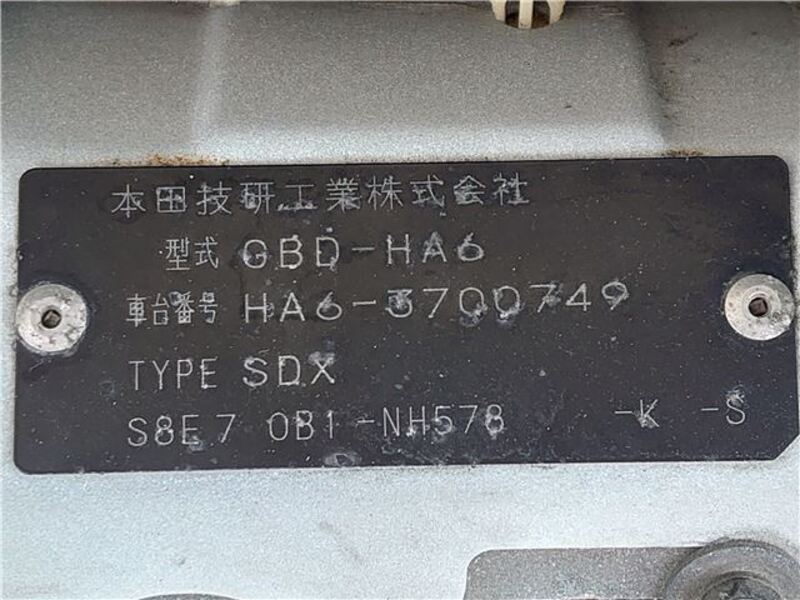 本田技研工業株式会社
型式 GBD-HA6
車台番号 HA6-3700749
TYPE SDX
S8E7 0B1-NH578 -K -S